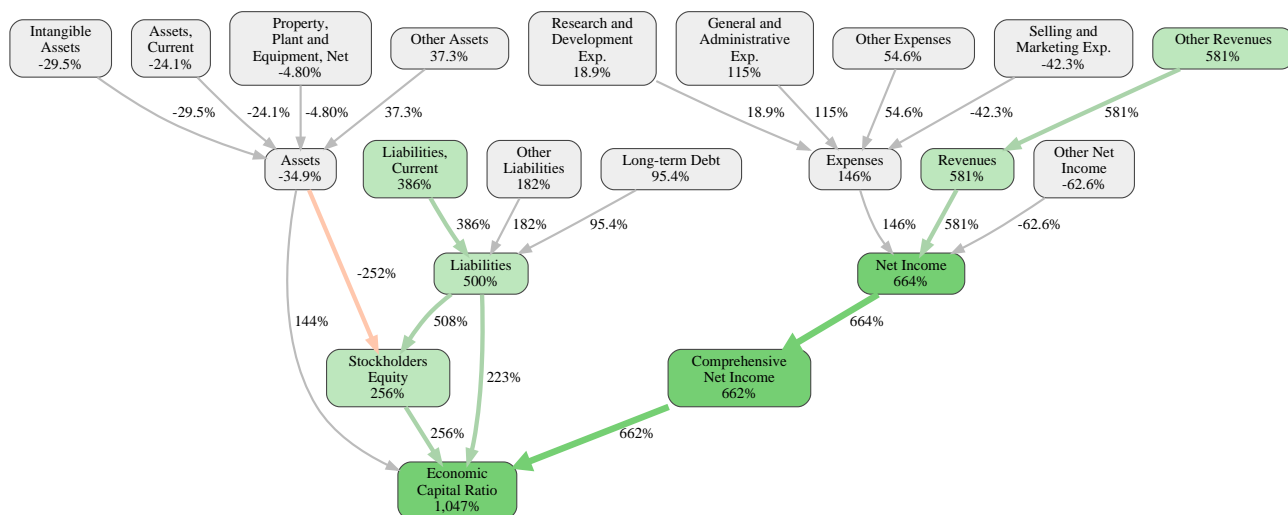 Intangible
Assets
-29.5%
Assets,
Current
-24.1%
Property,
Plant and
Equipment, Net
-4.80%
Other Assets
37.3%
Research and
Development
Exp.
18.9%
General and
Administrative
Exp.
115%
Other Expenses
54.6%
Selling and
Marketing Exp.
-42.3%
Other Revenues
581%
-29.5%
-24.1%
-4.80%
37.3%
18.9%
115%
54.6%
-42.3%
581%
Assets
-34.9%
Liabilities,
Current
386%
Other
Liabilities
182%
Long-term Debt
95.4%
Expenses
146%
Revenues
581%
Other Net
Income
-62.6%
386%
182%
95.4%
146%
581%
-62.6%
-252%
Liabilities
500%
Net Income
664%
144%
508%
664%
Stockholders
Equity
256%
223%
Comprehensive
Net Income
662%
256%
662%
Economic
Capital Ratio
1,047%